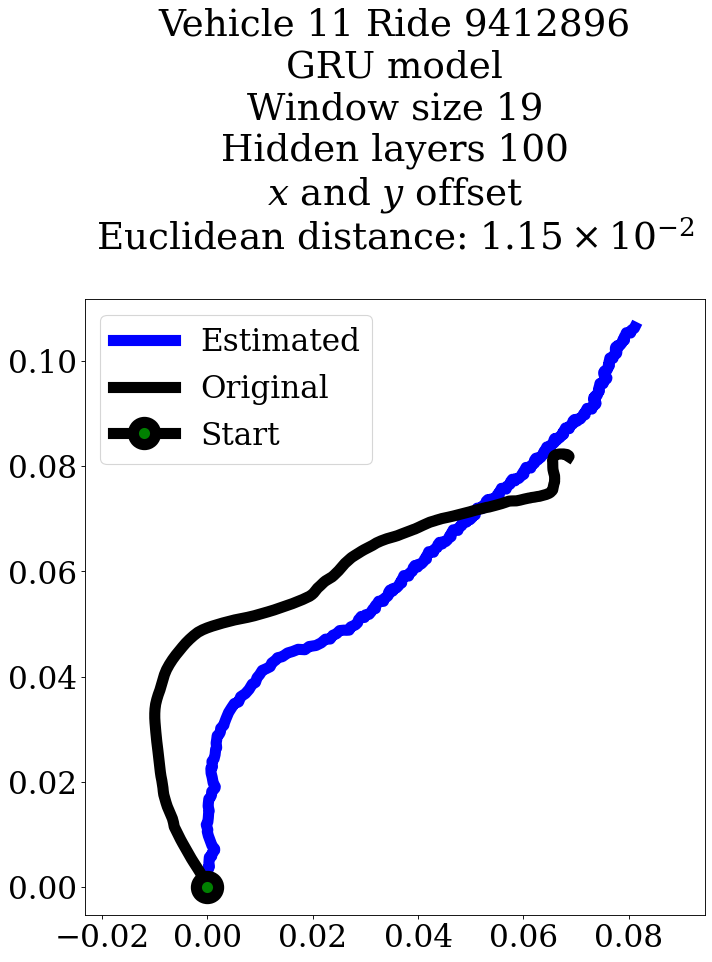 Vehicle 11 Ride 9412896
GRU model
Window size 19
Hidden layers 100
x and y offset
Euclidean distance: 1.15 × 10⁻²
Estimated
Original
Start
0.10
0.08
0.06
0.04
0.02
0.00
−0.02 0.00 0.02 0.04 0.06 0.08